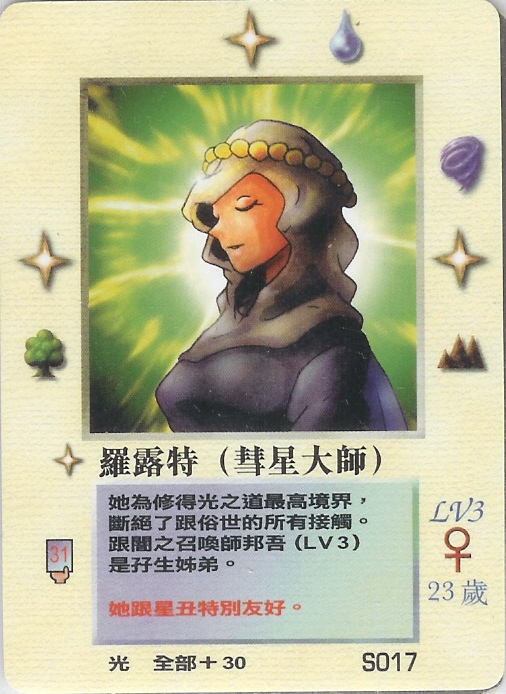 羅露特（彗星大師）
她為修得光之道最高境界，
斷絕了跟俗世的所有接觸。
跟闇之召喚師邦吾（LV3）
是孖生姊弟。
她跟星丑特別友好。
31
LV3
23歲
光　全部＋30
S017